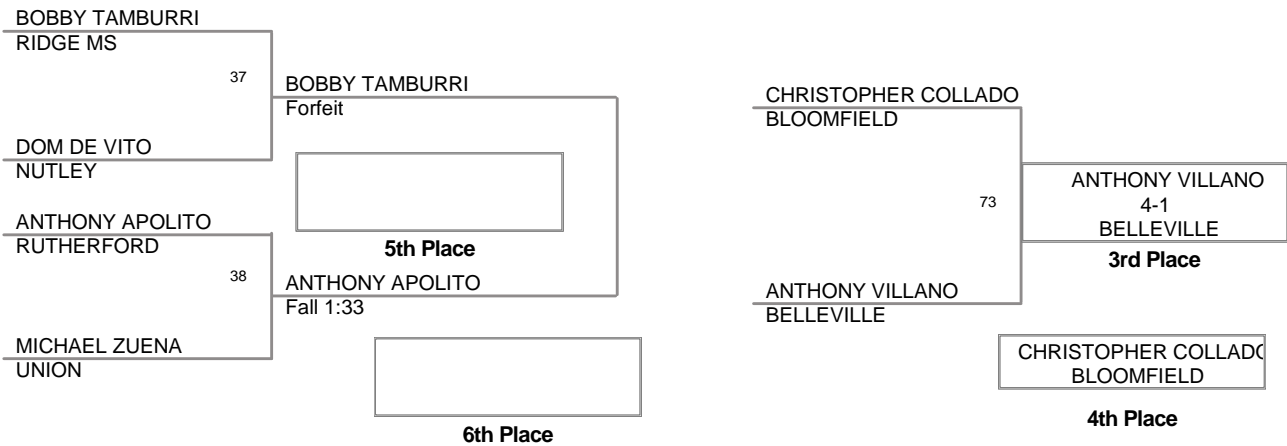 BOBBY TAMBURRI
RIDGE MS
37
BOBBY TAMBURRI
Forfeit
DOM DE VITO
NUTLEY
ANTHONY APOLITO
RUTHERFORD
5th Place
38
ANTHONY APOLITO
Fall 1:33
MICHAEL ZUENA
UNION
6th Place
CHRISTOPHER COLLADO
BLOOMFIELD
73
ANTHONY VILLANO
4-1
BELLEVILLE
3rd Place
ANTHONY VILLANO
BELLEVILLE
CHRISTOPHER COLLADO
BLOOMFIELD
4th Place